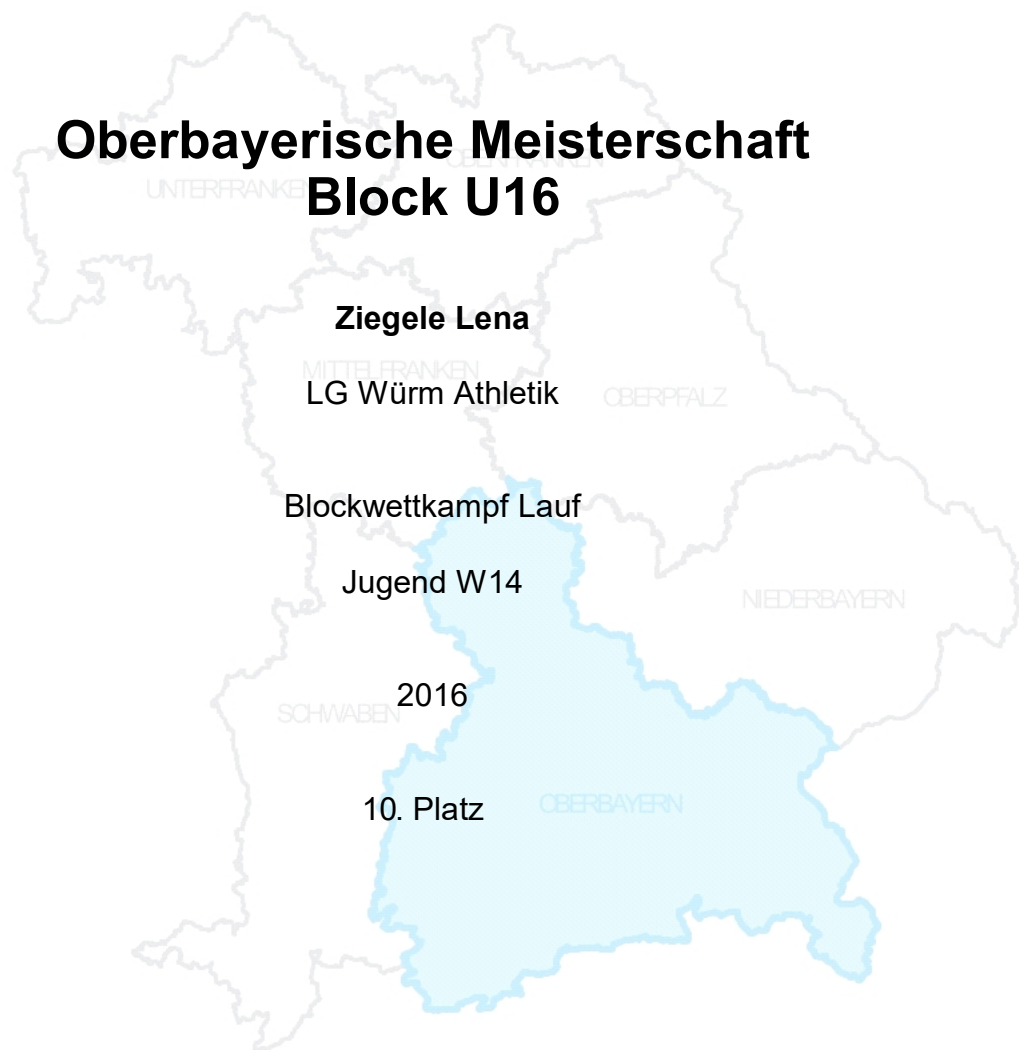 Oberbayerische Meisterschaft
OBERFRANKEN
UNTERFRANKEN
Block U16
Ziegele Lena
MITTELFRANKEN
LG Würm Athletik
OBERPFALZ
Blockwettkampf Lauf
Jugend W14
NIEDERBAYERN
2016
SCHWABEN
10. Platz
OBERBAYERN